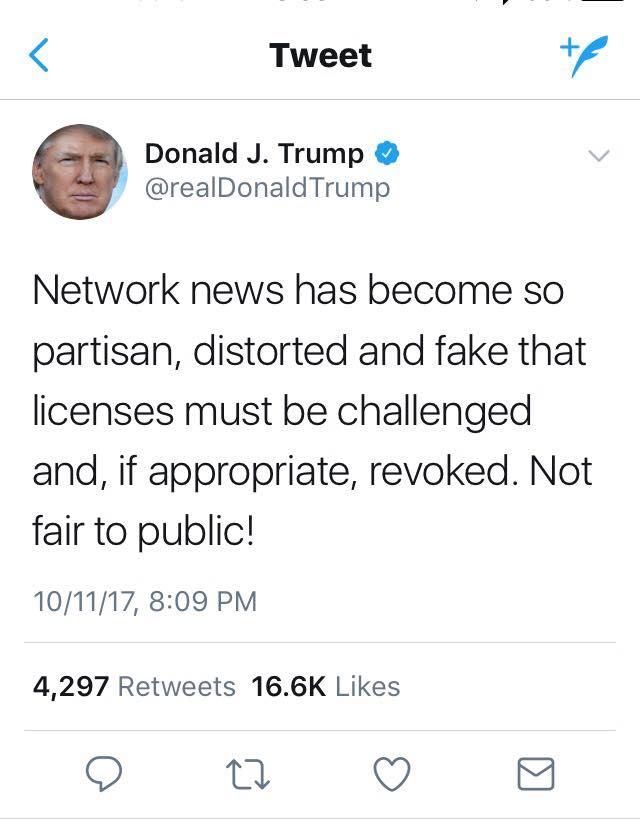 Tweet
Donald J. Trump
@realDonaldTrump
Network news has become so
partisan, distorted and fake that
licenses must be challenged
and, if appropriate, revoked. Not
fair to public!
10/11/17, 8:09 PM
4,297 Retweets 16.6K Likes